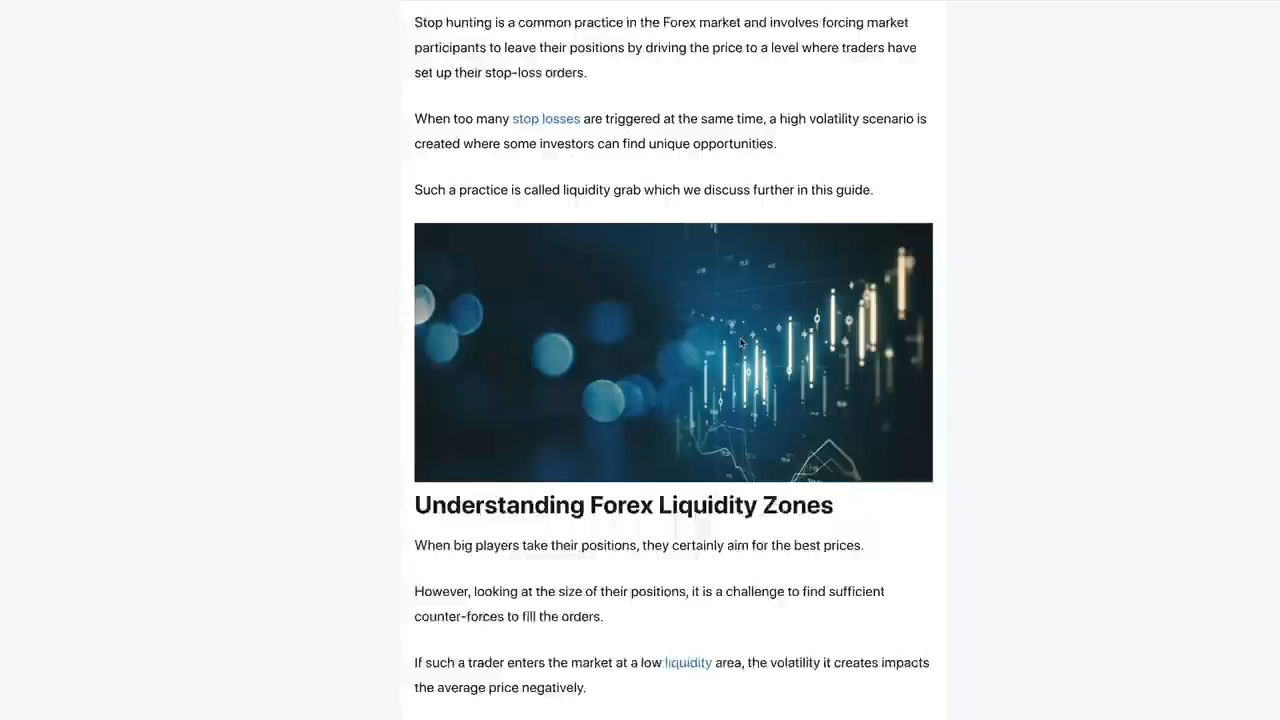 Stop hunting is a common practice in the Forex market and involves forcing market
participants to leave their positions by driving the price to a level where traders have
set up their stop-loss orders.
When too many stop losses are triggered at the same time, a high volatility scenario is
created where some investors can find unique opportunities.
Such a practice is called liquidity grab which we discuss further in this guide.
Understanding Forex Liquidity Zones
When big players take their positions, they certainly aim for the best prices.
However, looking at the size of their positions, it is a challenge to find sufficient
counter-forces to fill the orders.
If such a trader enters the market at a low liquidity area, the volatility it creates impacts
the average price negatively.